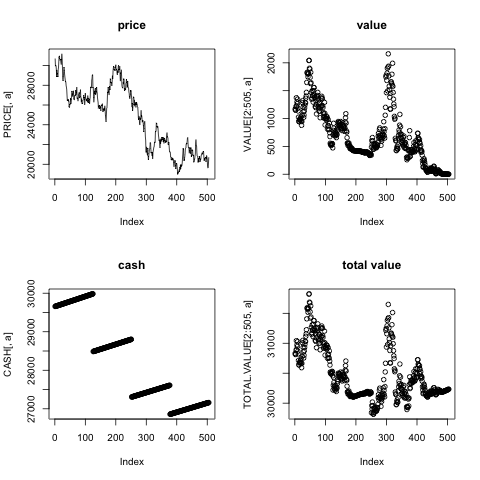 price
PRICE[, a]
20000 24000 28000
0 100 200 300 400 500
Index
value
VALUE[2:505, a]
0 500 1000 2000
0 100 200 300 400 500
Index
cash
CASH[, a]
27000 28000 29000 30000
0 100 200 300 400 500
Index
total value
TOTAL.VALUE[2:505, a]
30000 31000
0 100 200 300 400 500
Index